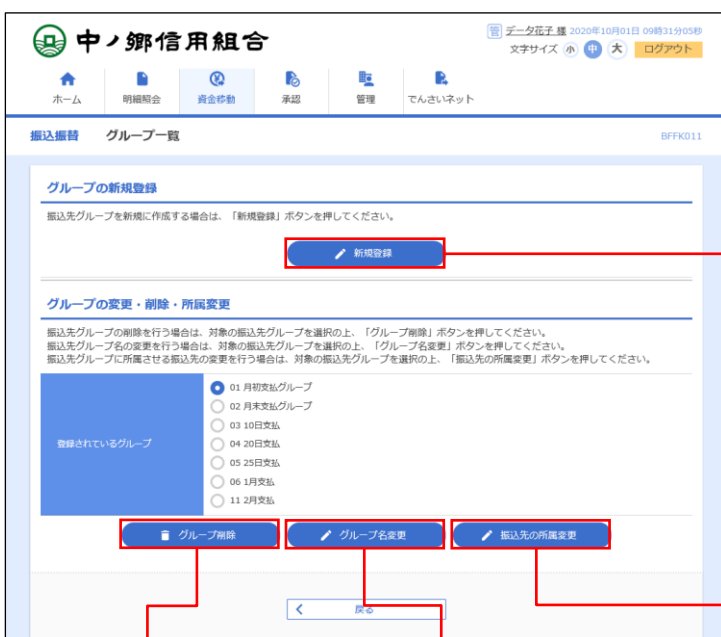 中ノ郷信用組合
管 データ花子 様 2020年10月01日 09時31分05秒
文字サイズ 小 中 大 ログアウト
ホーム 明細照会 資金移動 承認 管理 でんさいネット
振込振替 グループ一覧 BFFK011
グループの新規登録
振込先グループを新規に作成する場合は、「新規登録」ボタンを押してください。
新規登録
グループの変更・削除・所属変更
振込先グループの削除を行う場合は、対象の振込先グループを選択の上、「グループ削除」ボタンを押してください。
振込先グループ名の変更を行う場合は、対象の振込先グループを選択の上、「グループ名変更」ボタンを押してください。
振込先グループに所属させる振込先の変更を行う場合は、対象の振込先グループを選択の上、「振込先の所属変更」ボタンを押してください。
登録されているグループ
01 月初支払グループ
02 月末支払グループ
03 10日支払
04 20日支払
05 25日支払
06 1月支払
11 2月支払
グループ削除 グループ名変更 振込先の所属変更
戻る